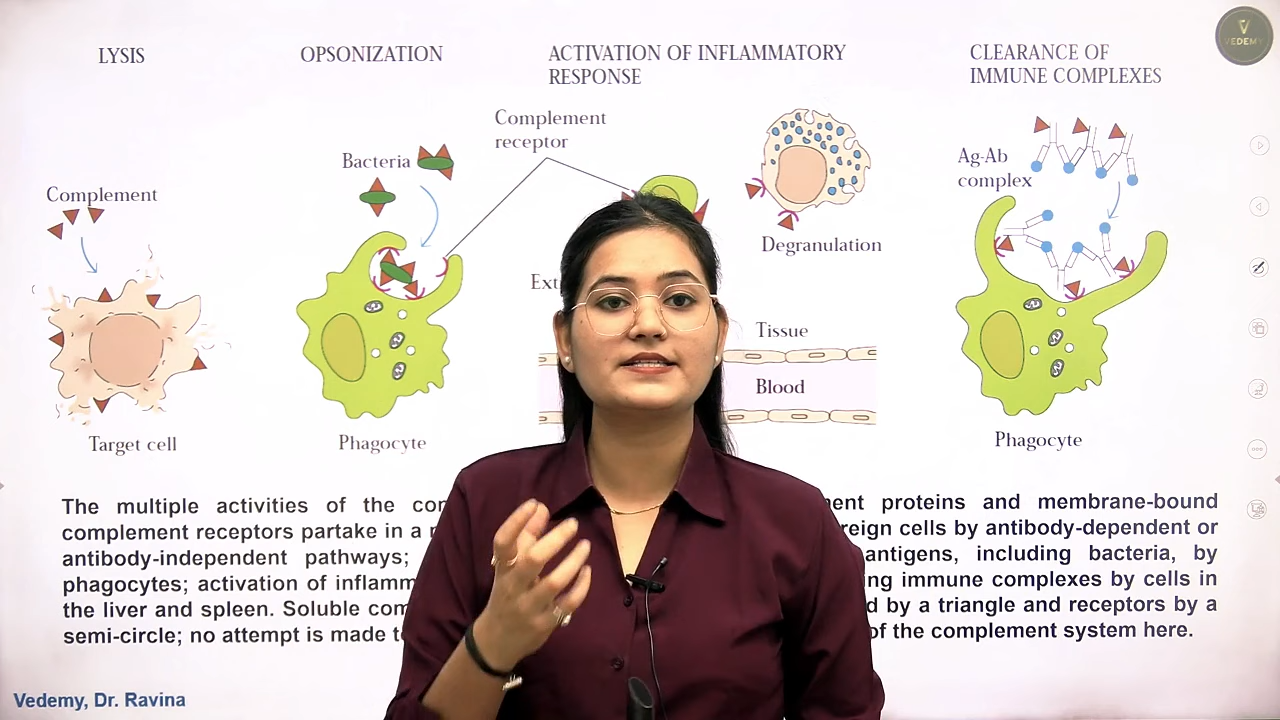 LYSIS
OPSONIZATION
ACTIVATION OF INFLAMMATORY
RESPONSE
CLEARANCE OF
IMMUNE COMPLEXES
VEDEMY
Complement
Bacteria
Complement
receptor
Ag-Ab
complex
Degranulation
Ext
Tissue
Blood
Target cell
Phagocyte
Phagocyte
The multiple activities of the con ent proteins and membrane-bound
complement receptors partake in a reign cells by antibody-dependent or
antibody-independent pathways; antigens, including bacteria, by
phagocytes; activation of inflamm ing immune complexes by cells in
the liver and spleen. Soluble com d by a triangle and receptors by a
semi-circle; no attempt is made to of the complement system here.
Vedemy, Dr. Ravina